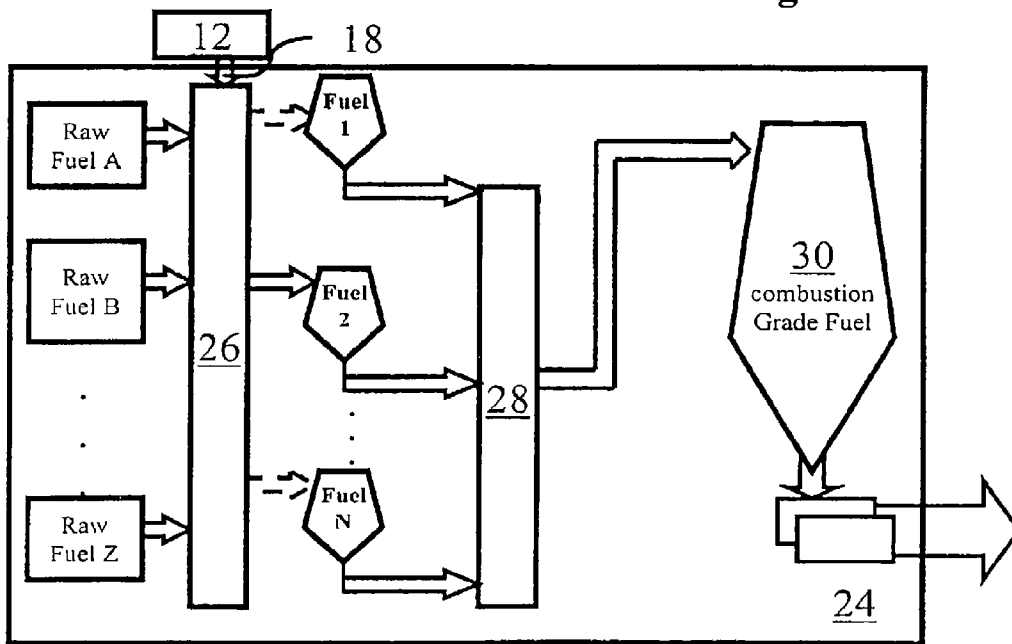 g
12
18
Raw
Fuel A
Fuel
1
Raw
Fuel B
Fuel
2
26
28
30
combustion
Grade Fuel
Raw
Fuel Z
Fuel
N
24